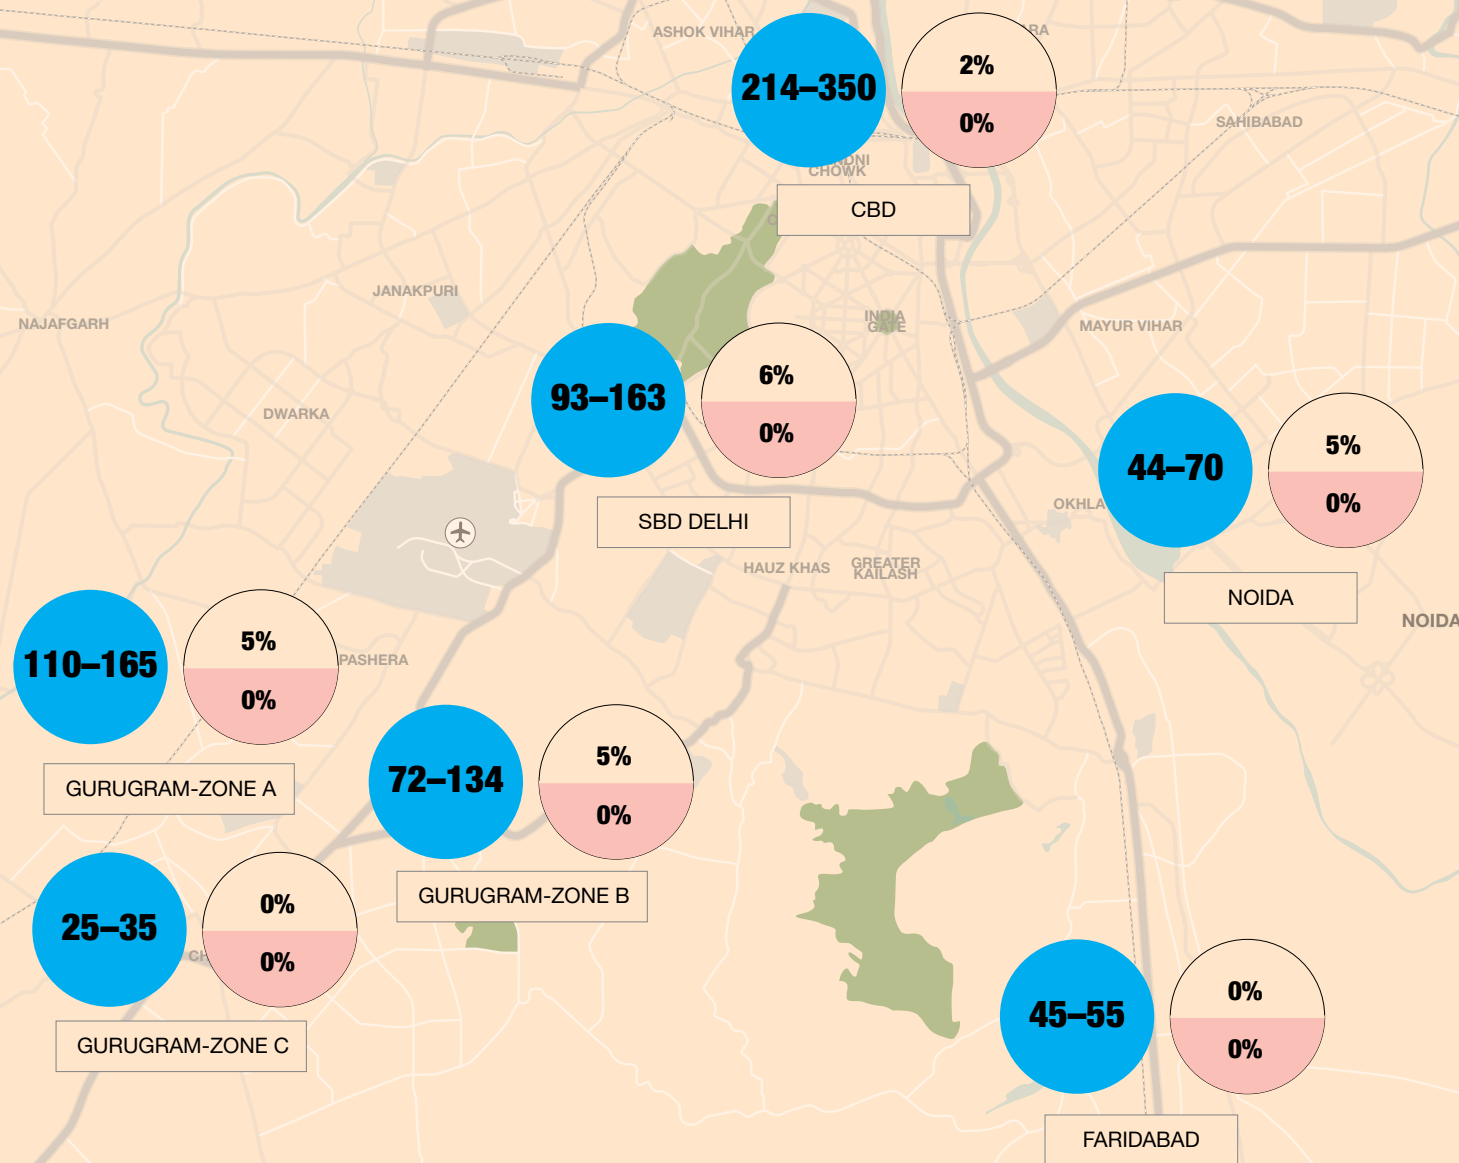 ASHOK VIHAR
214–350
2%
0%
SAHIBABAD
CHOWK
CBD
JANAKPURI
NAJAFGARH
INDIA
GATE
MAYUR VIHAR
93–163
6%
0%
DWARKA
44–70
5%
0%
OKHLA
SBD DELHI
HAUZ KHAS
GREATER
KAILASH
NOIDA
NOIDA
110–165
5%
0%
PASHERA
72–134
5%
0%
GURUGRAM-ZONE A
GURUGRAM-ZONE B
25–35
0%
0%
45–55
0%
0%
GURUGRAM-ZONE C
FARIDABAD